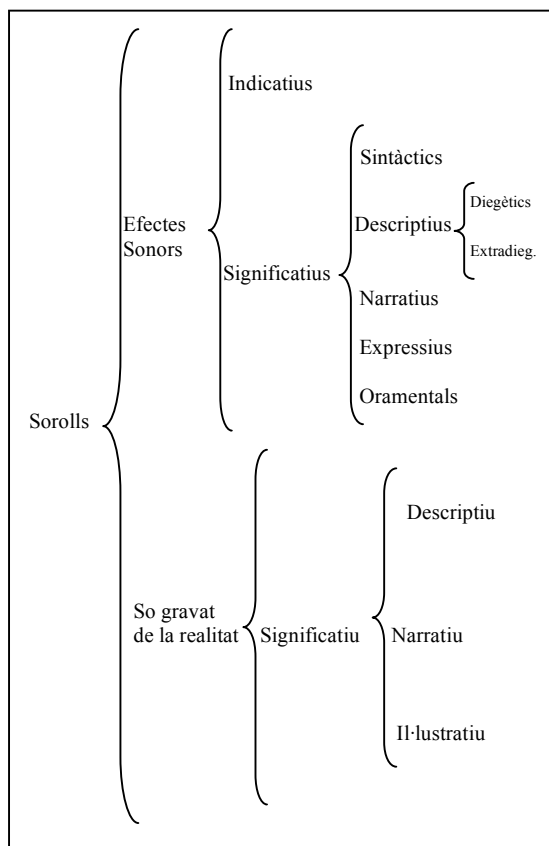 Indicatius
Sintàctics
Diegètics
Efectes
Sonors
Descriptius
Extradieg.
Significatius
Narratius
Expressius
Oramentals
Sorolls
Descriptiu
So gravat
de la realitat
Significatiu
Narratiu
Il·lustratiu